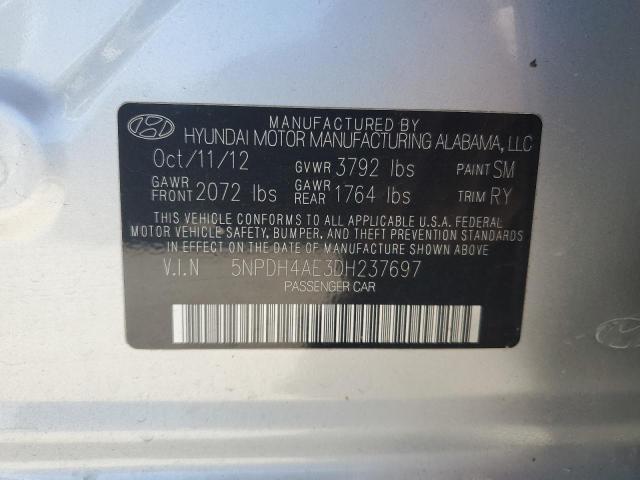 MANUFACTURED BY
HYUNDAI MOTOR MANUFACTURING ALABAMA, LLC
Oct/11/12 GVWR 3792 lbs PAINT SM
GAWR FRONT 2072 lbs GAWR REAR 1764 lbs TRIM RY
THIS VEHICLE CONFORMS TO ALL APPLICABLE U.S.A. FEDERAL
MOTOR VEHICLE SAFETY, BUMPER, AND THEFT PREVENTION STANDARDS
IN EFFECT ON THE DATE OF MANUFACTURE SHOWN ABOVE.
V.I.N 5NPDH4AE3DH237697
PASSENGER CAR